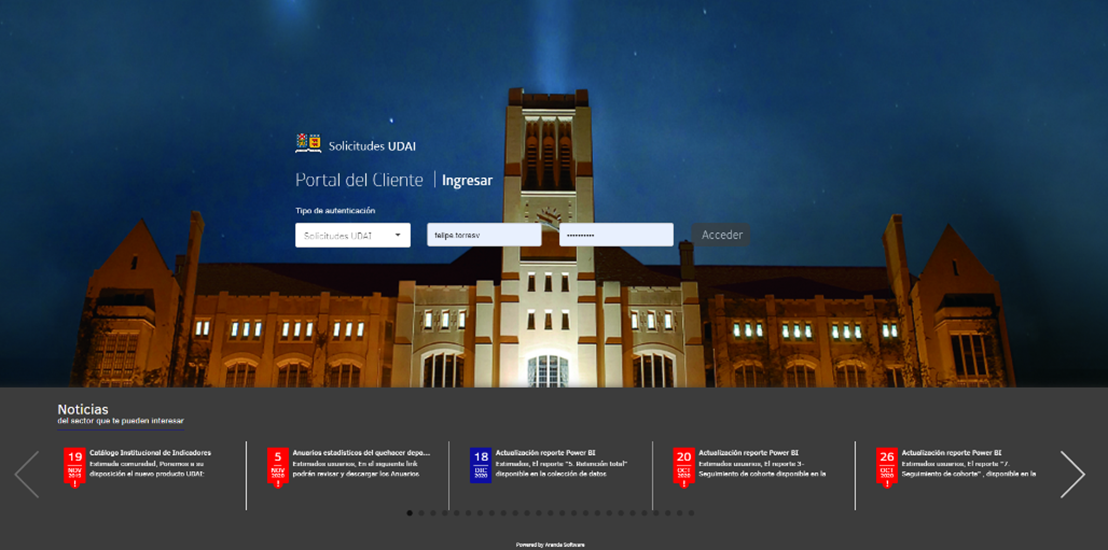 Solicitudes UDAI
Portal del Cliente | Ingresar
Tipo de autenticación
Solicitudes UDAI
felipe.torresv
••••••••••
Acceder
Noticias
del sector que te pueden interesar
19
NOV
2019
!
Catálogo Institucional de Indicadores
Estimada comunidad, Ponemos a su
disposición el nuevo producto UDAI:
5
NOV
2020
!
Anuarios estadísticos del quehacer depa...
Estimados usuarios, En el siguiente link
podrán revisar y descargar los Anuarios
18
DIC
2020
Actualización reporte Power BI
Estimados, El reporte "5. Retención total"
disponible en la colección de datos
20
OCT
2020
!
Actualización reporte Power BI
Estimados usuarios, El reporte 3-
Seguimiento de cohorte disponible en la
26
OCT
2020
!
Actualización reporte Power BI
Estimados usuarios, El reporte "7.
Seguimiento de cohorte" , disponible en la
Powered by Aranda Software